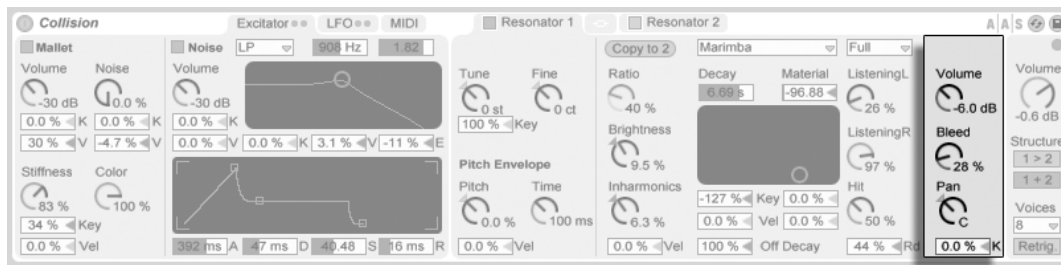 Collision
Excitator LFO MIDI
Resonator 1 Resonator 2
A A S
Mallet
Volume Noise
-30 dB 0.0 %
0.0 % K 0.0 % K
30 % V -4.7 % V
Stiffness Color
83 % 100 %
34 % Key
0.0 % Vel
Noise LP 908 Hz 1.82
Volume
-30 dB
0.0 % K
0.0 % V 0.0 % K 3.1 % V -11 % E
392 ms A 47 ms D 40.48 S 16 ms R
Tune Fine
0 st 0 ct
100 % Key
Pitch Envelope
Pitch Time
0.0 % 100 ms
0.0 % Vel
Copy to 2 Marimba Full
Ratio
40 %
Brightness
9.5 %
Inharmonics
6.3 %
0.0 % Vel
Decay Material
6.69 s -96.88
-127 % Key 0.0 %
0.0 % Vel 0.0 %
100 % Off Decay
ListeningL
26 %
ListeningR
97 %
Hit
50 %
44 % Rd
Volume
-6.0 dB
Bleed
28 %
Pan
C
0.0 % K
Volume
-0.6 dB
Structure
1 > 2
1 + 2
Voices
8
Retrig.